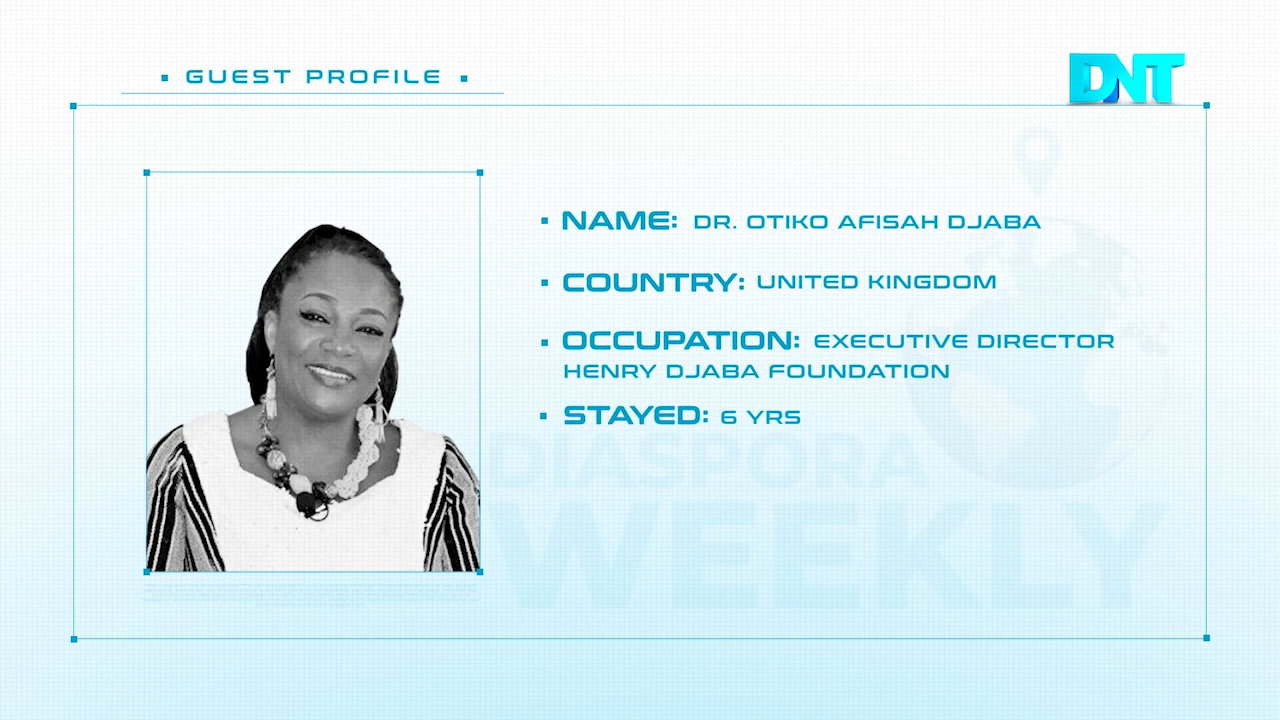 GUEST PROFILE
DNT
NAME: DR. OTIKO AFISAH DJABA
COUNTRY: UNITED KINGDOM
OCCUPATION: EXECUTIVE DIRECTOR
HENRY DJABA FOUNDATION
STAYED: 6 YRS
DIASPORA
WEEKLY